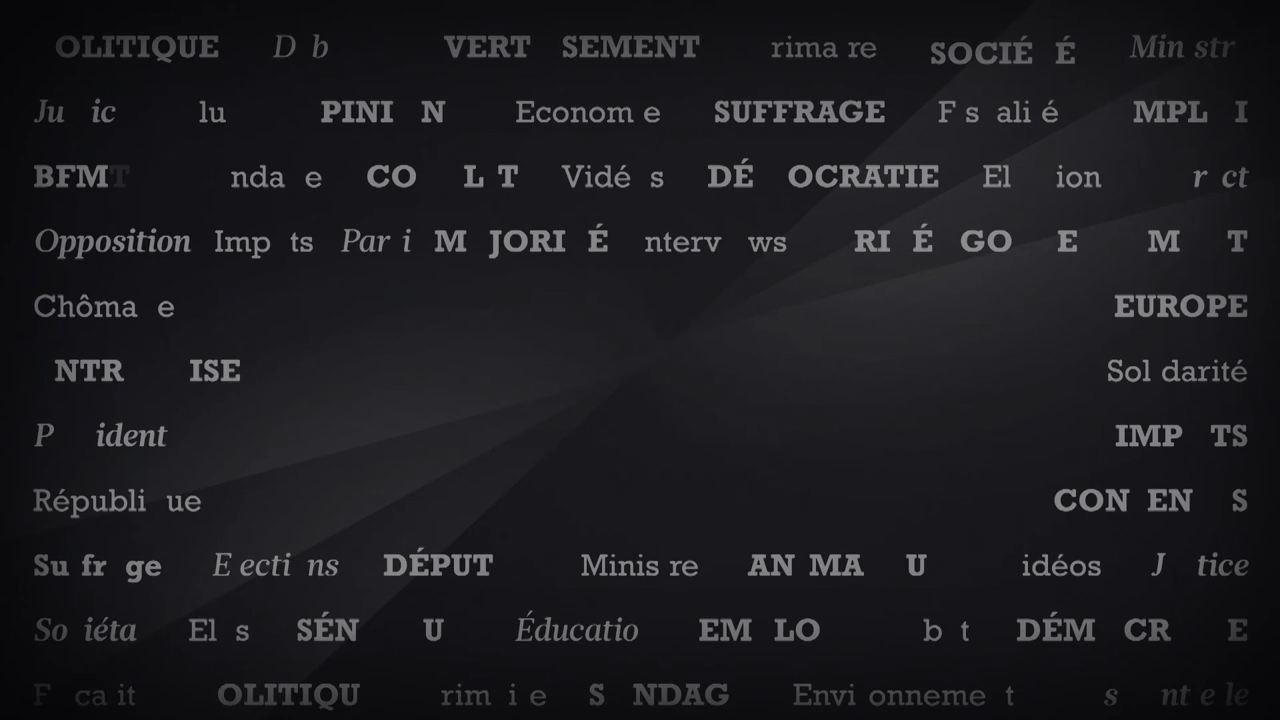 OLITIQUE D b VERT SEMENT rima re SOCIÉ É Min str
Ju ic lu PINI N Econom e SUFFRAGE F s ali é MPL I
BFMT nda e CO L T Vidé s DÉ OCRATIE El ion r ct
Opposition Imp ts Par i M JORI É nterv ws RI É GO E M T
Chôma e EUROPE
NTR ISE Sol darité
P ident IMP TS
Républi ue CON EN S
Su fr ge E ecti ns DÉPUT Minis re AN MA U idéos J tice
So iéta El s SÉN U Éducatio EM LO b t DÉM CR E
F ca it OLITIQU rim i e S NDAG Envi onneme t s nt e le